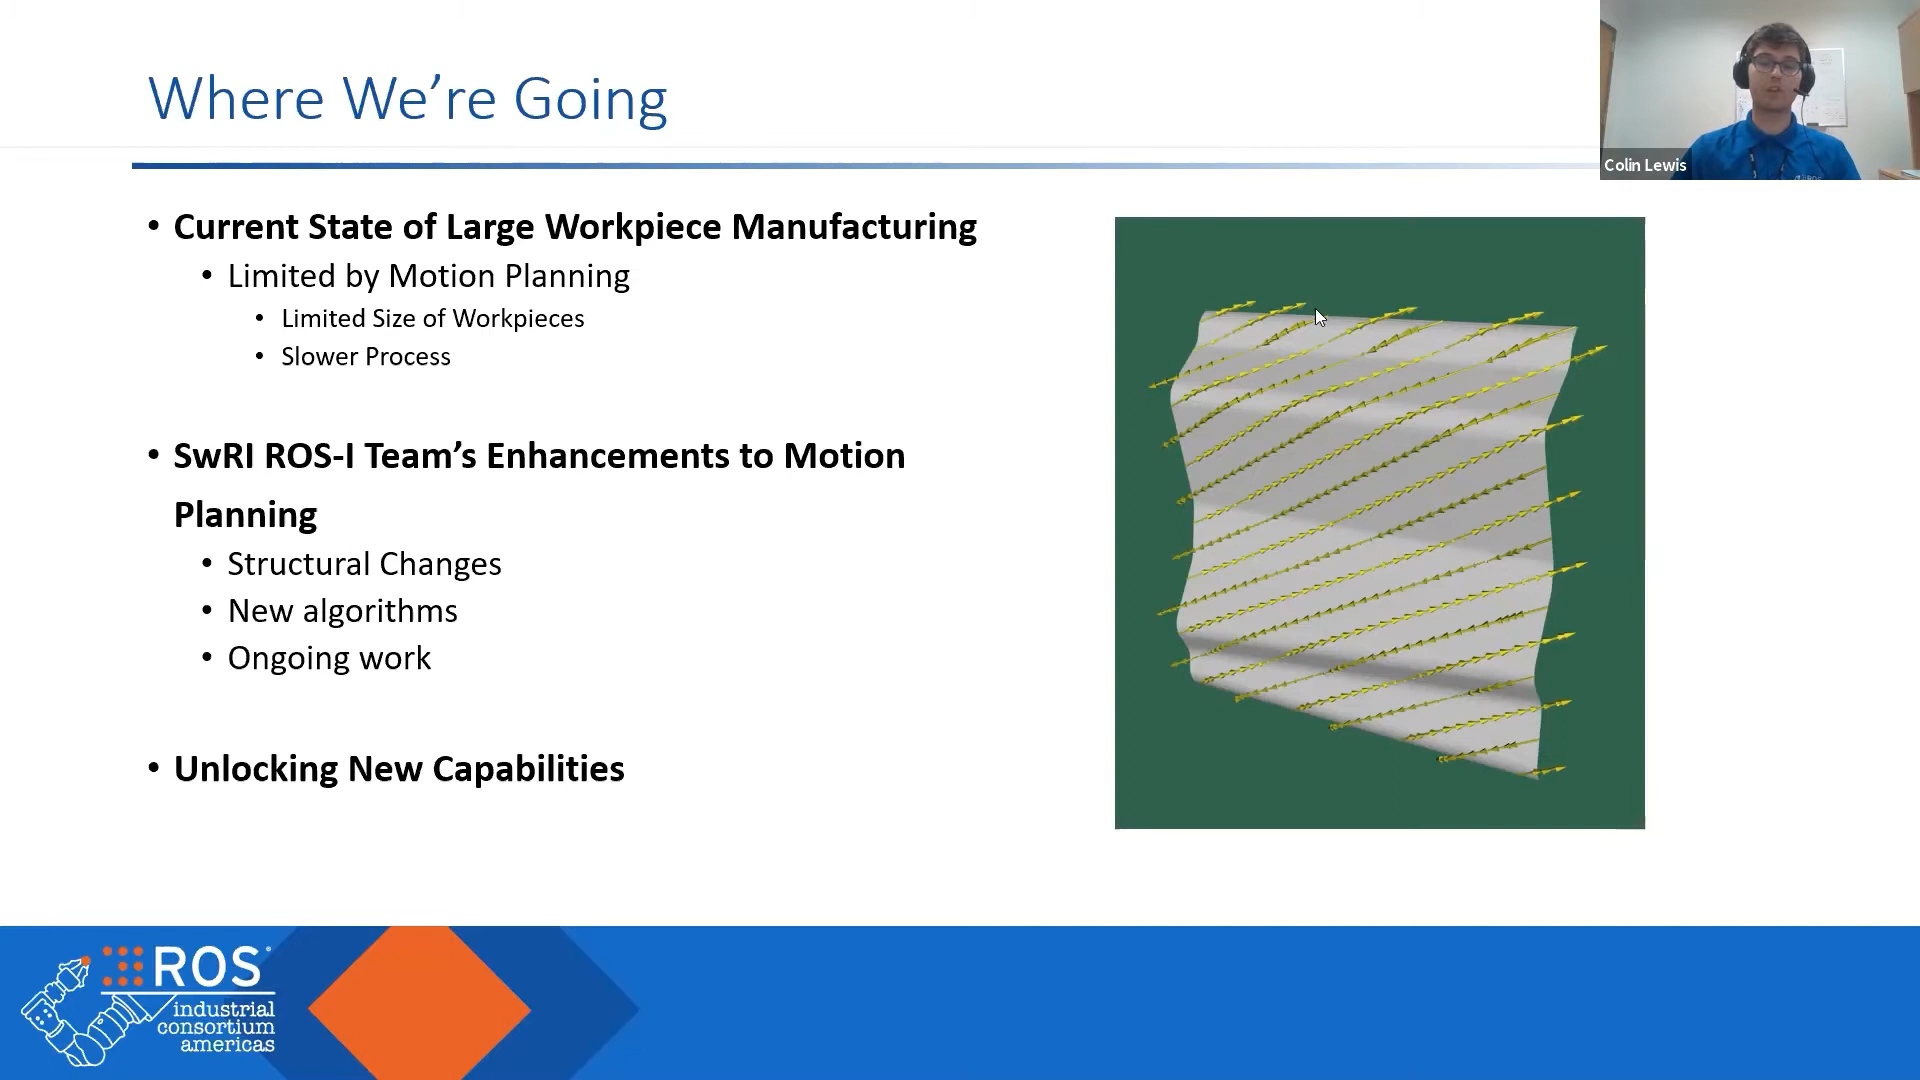 Where We’re Going
Colin Lewis
• Current State of Large Workpiece Manufacturing
• Limited by Motion Planning
• Limited Size of Workpieces
• Slower Process
• SwRI ROS-I Team’s Enhancements to Motion
Planning
• Structural Changes
• New algorithms
• Ongoing work
• Unlocking New Capabilities
ROS
industrial
consortium
americas